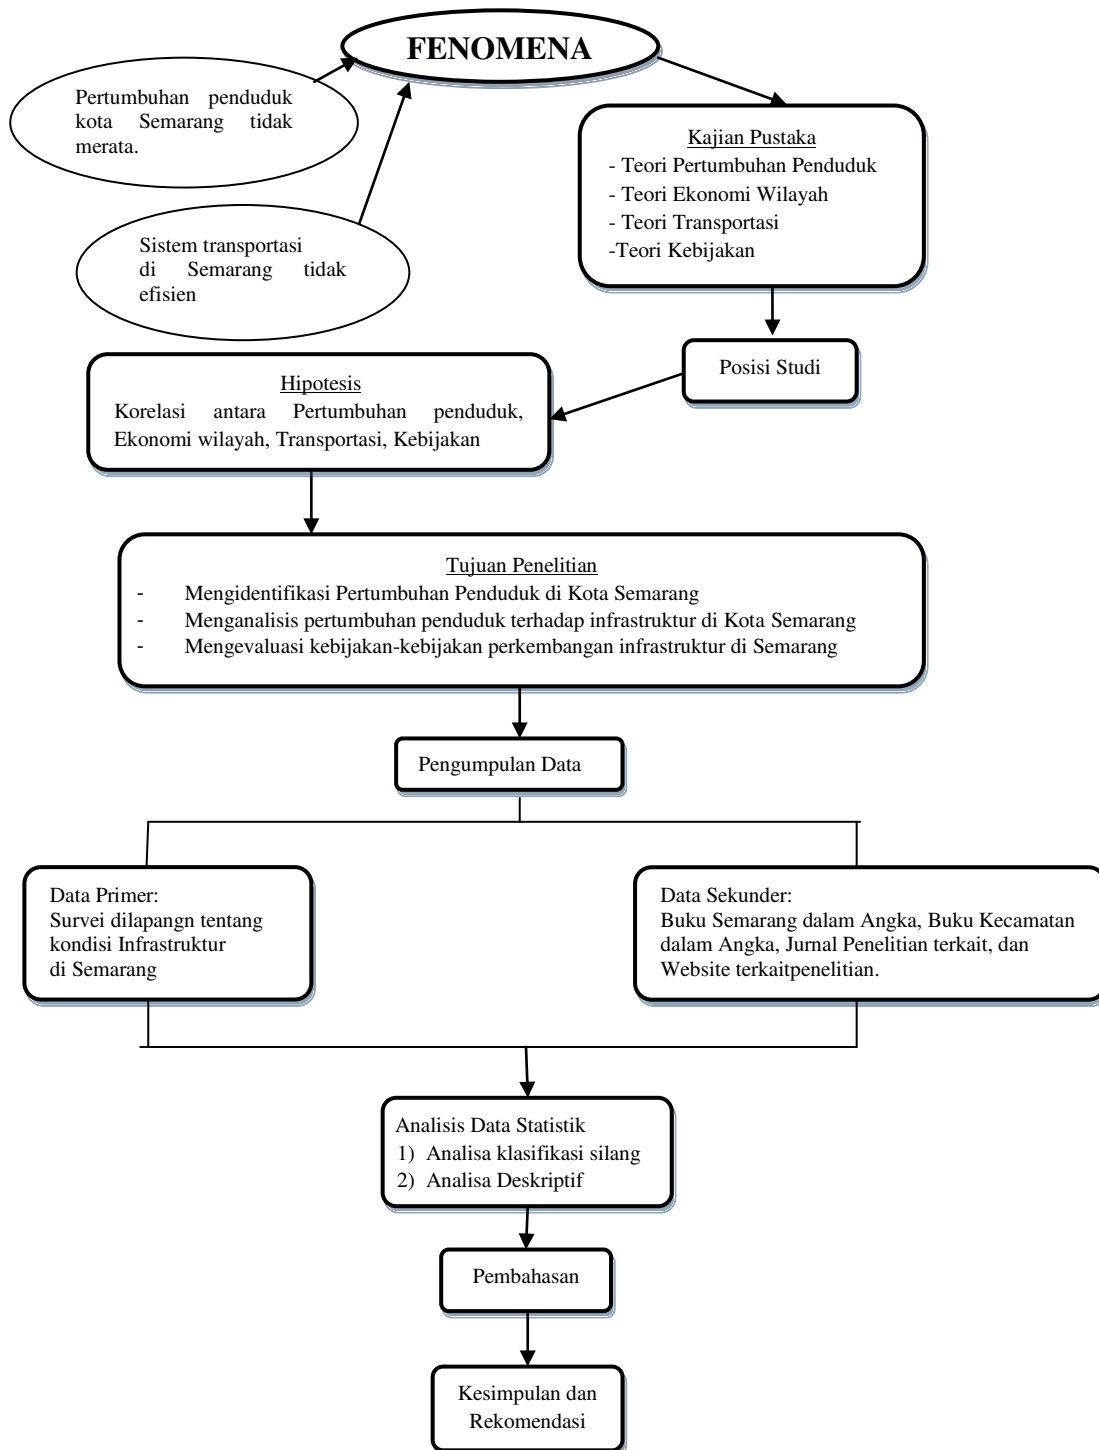 FENOMENA
Pertumbuhan penduduk
kota Semarang tidak
merata.
Kajian Pustaka
- Teori Pertumbuhan Penduduk
- Teori Ekonomi Wilayah
- Teori Transportasi
-Teori Kebijakan
Sistem transportasi
di Semarang tidak
efisien
Posisi Studi
Hipotesis
Korelasi antara Pertumbuhan penduduk,
Ekonomi wilayah, Transportasi, Kebijakan
Tujuan Penelitian
- Mengidentifikasi Pertumbuhan Penduduk di Kota Semarang
- Menganalisis pertumbuhan penduduk terhadap infrastruktur di Kota Semarang
- Mengevaluasi kebijakan-kebijakan perkembangan infrastruktur di Semarang
Pengumpulan Data
Data Primer:
Survei dilapangn tentang
kondisi Infrastruktur
di Semarang
Data Sekunder:
Buku Semarang dalam Angka, Buku Kecamatan
dalam Angka, Jurnal Penelitian terkait, dan
Website terkaitpenelitian.
Analisis Data Statistik
1) Analisa klasifikasi silang
2) Analisa Deskriptif
Pembahasan
Kesimpulan dan
Rekomendasi